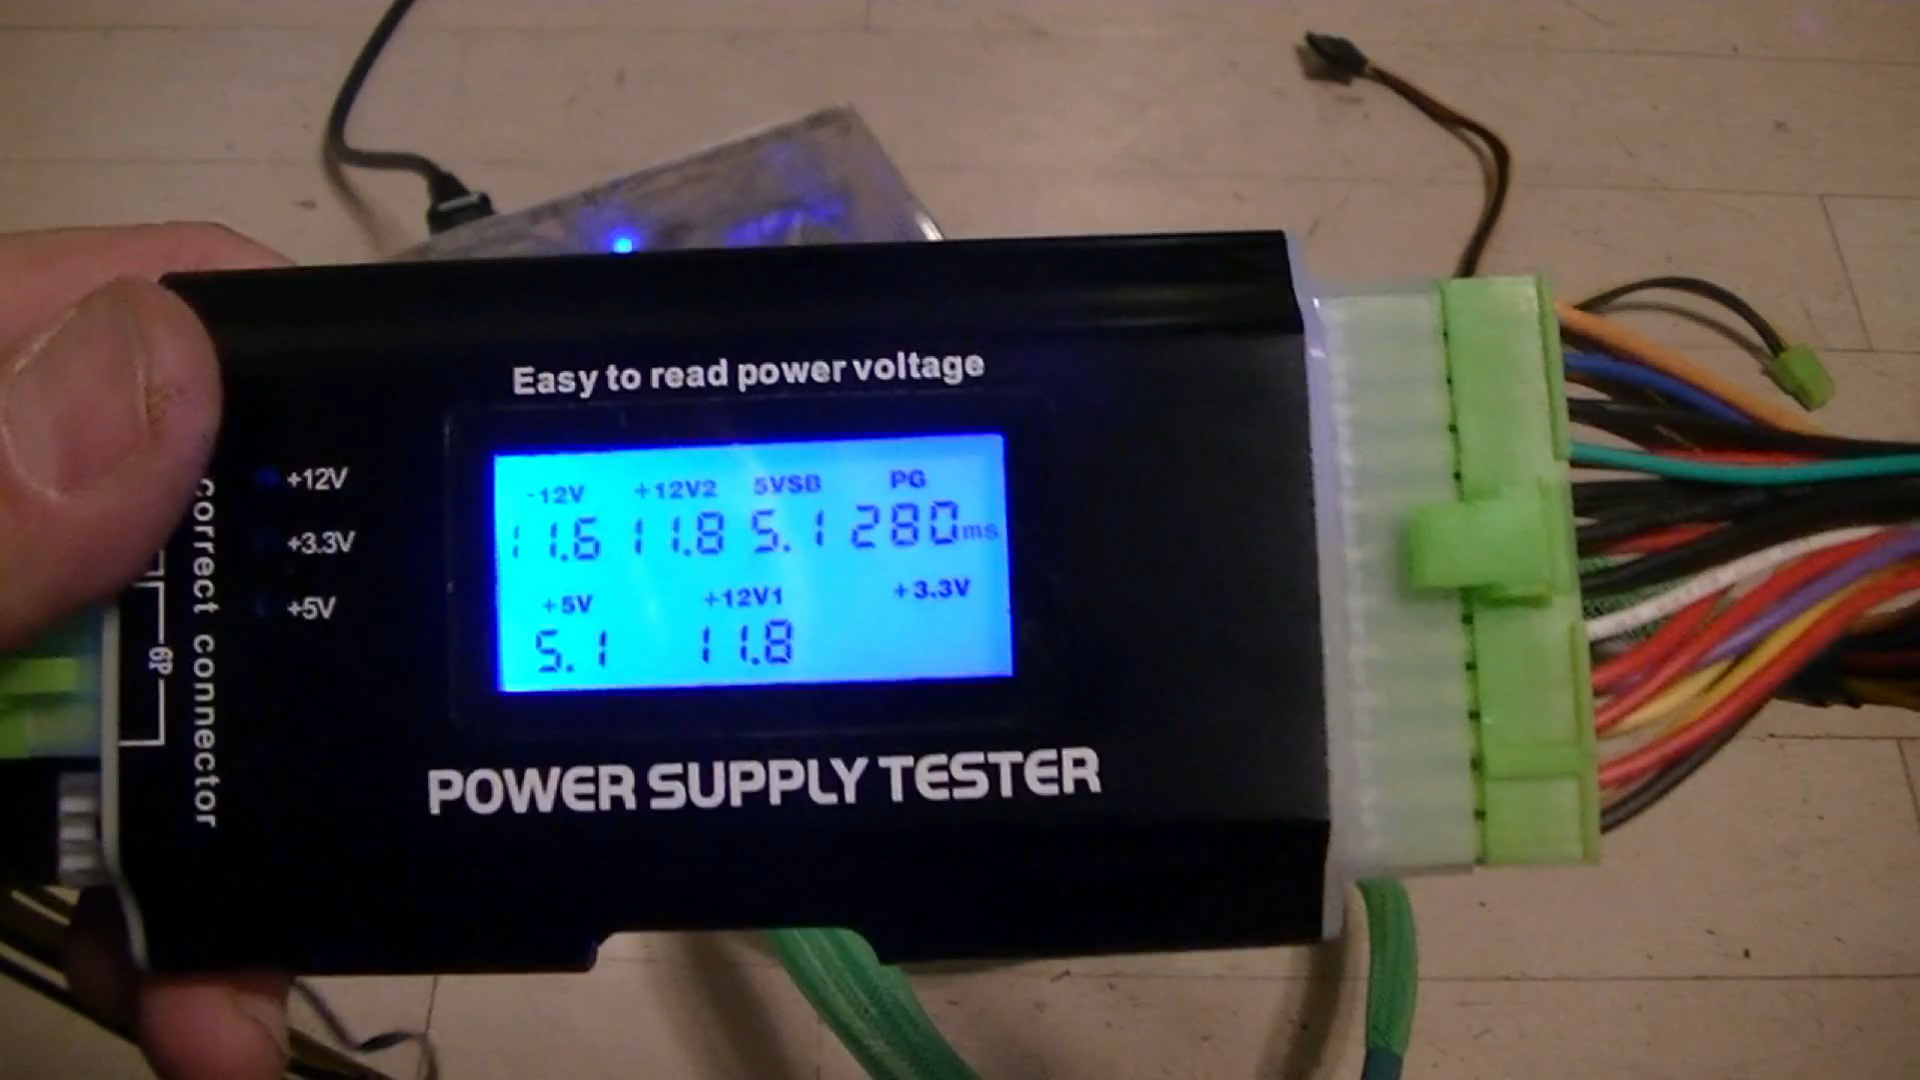 Easy to read power voltage
+12V
+3.3V
+5V
-12V +12V2 5VSB PG
11.6 11.8 5.1 280ms
+5V +12V1 +3.3V
5.1 11.8
correct connector
6P
POWER SUPPLY TESTER